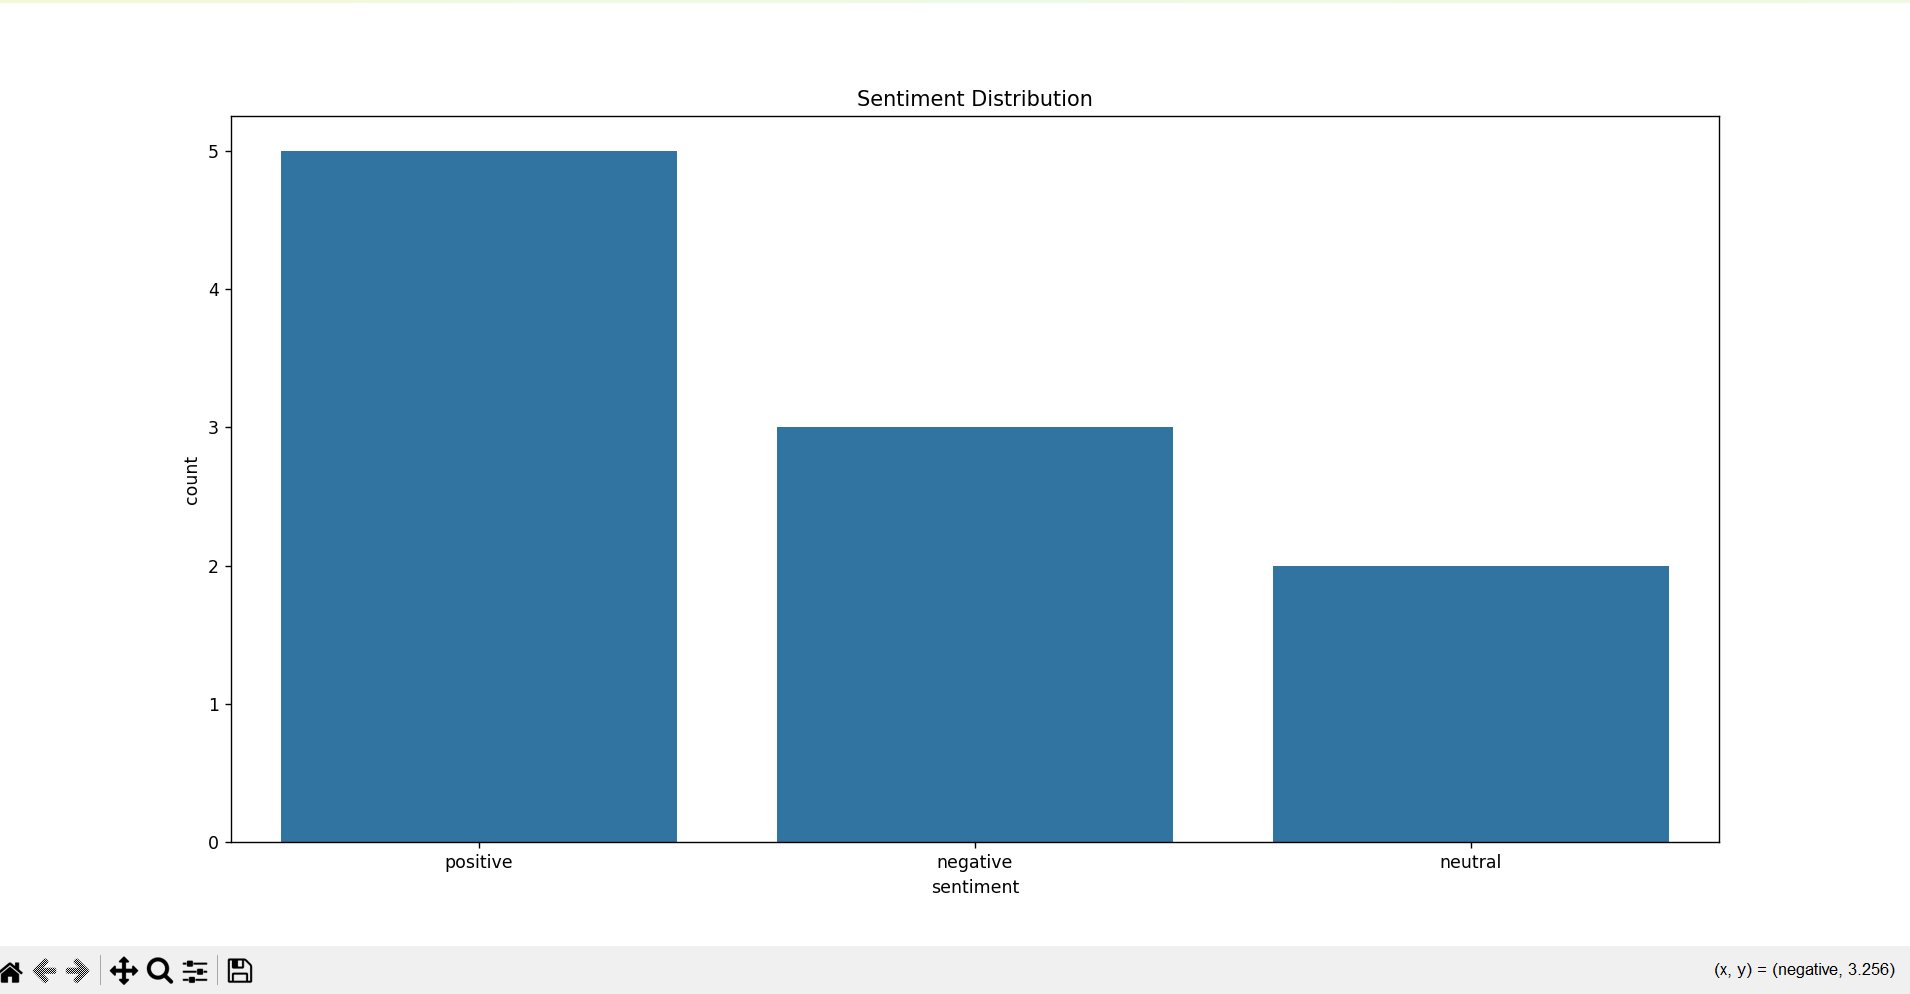 Sentiment Distribution
5
4
3
2
1
0
count
positive negative neutral
sentiment
(x, y) = (negative, 3.256)